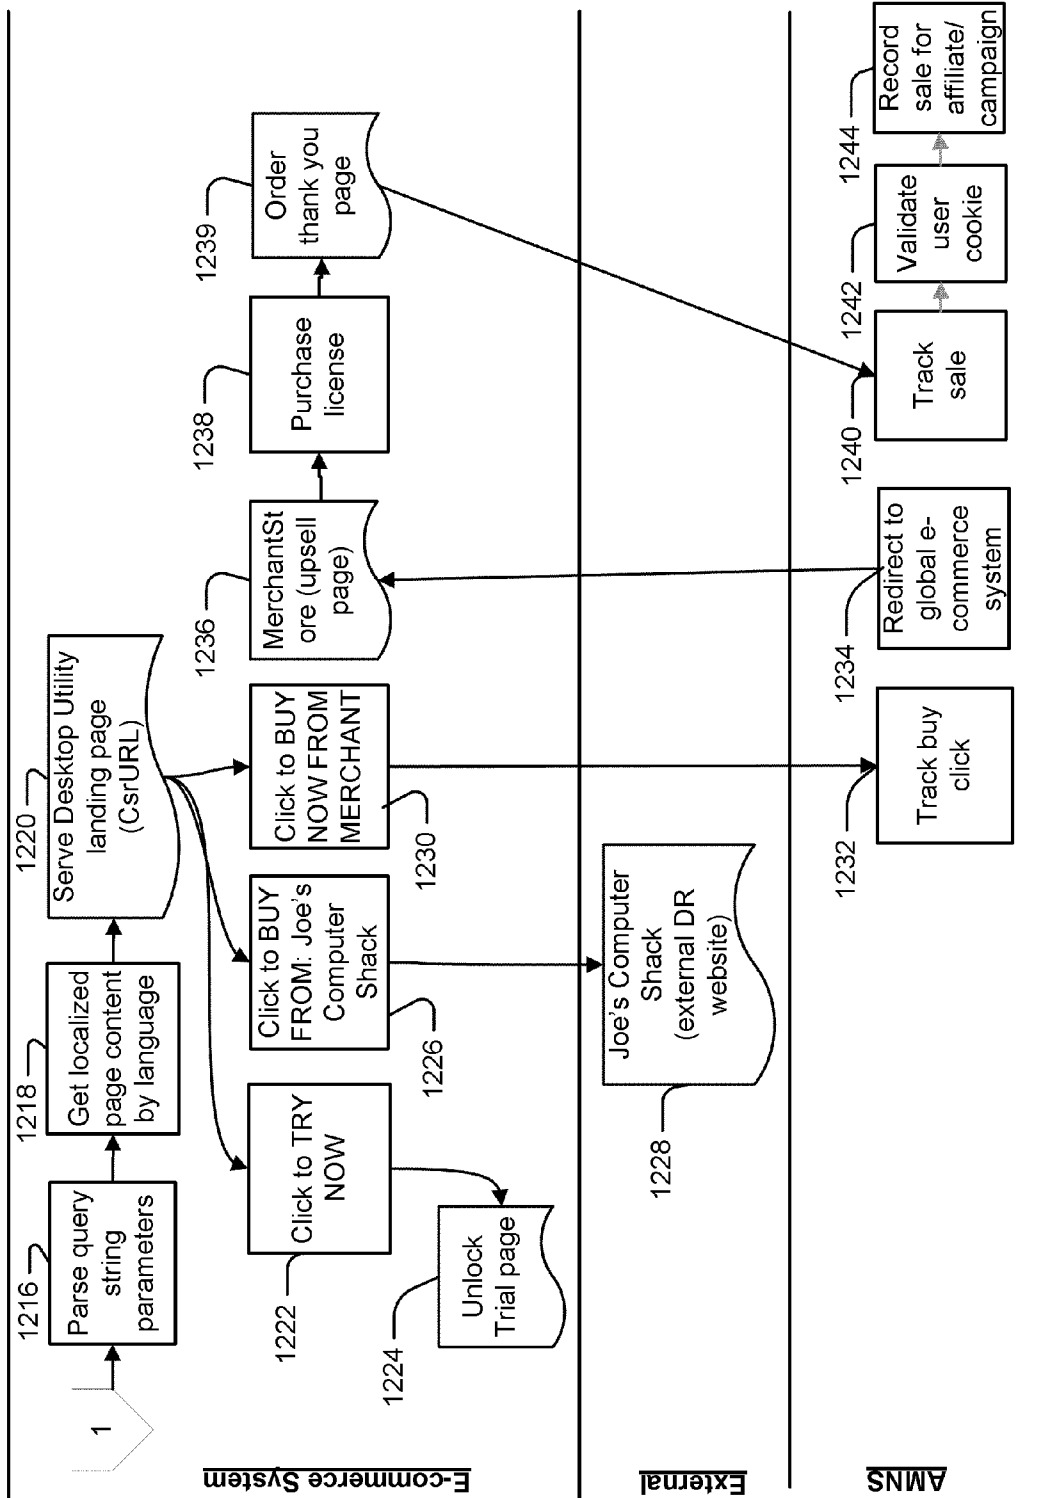 E-commerce System
1
1216
Parse query
string
parameters
1218
Get localized
page content
by language
1220
Serve Desktop Utility
landing page
(CsrURL)
1222
Click to TRY
NOW
1224
Unlock
Trial page
1226
Click to BUY
FROM: Joe's
Computer
Shack
1230
Click to BUY
NOW FROM
MERCHANT
1236
MerchantSt
ore (upsell
page)
1238
Purchase
license
1239
Order
thank you
page
External
1228
Joe's Computer
Shack
(external DR
website)
AMNS
1232
Track buy
click
1234
Redirect to
global e-
commerce
system
1240
Track
sale
1242
Validate
user
cookie
1244
Record
sale for
affiliate/
campaign